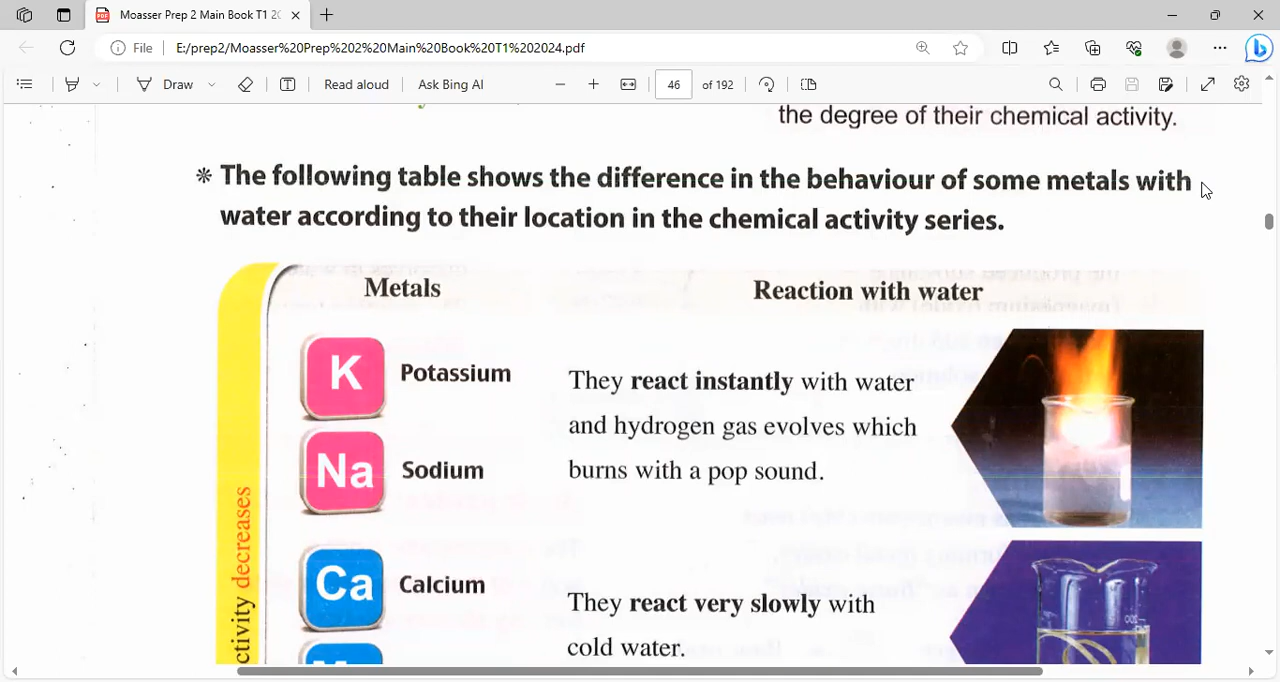 Moasser Prep 2 Main Book T1 20
File E:/prep2/Moasser%20Prep%202%20Main%20Book%20T1%202024.pdf
Draw Read aloud Ask Bing AI 46 of 192
the degree of their chemical activity.
❊ The following table shows the difference in the behaviour of some metals with
water according to their location in the chemical activity series.
Metals Reaction with water
K Potassium
They react instantly with water
and hydrogen gas evolves which
burns with a pop sound.
Na Sodium
Ca Calcium
They react very slowly with
cold water.
ctivity decreases